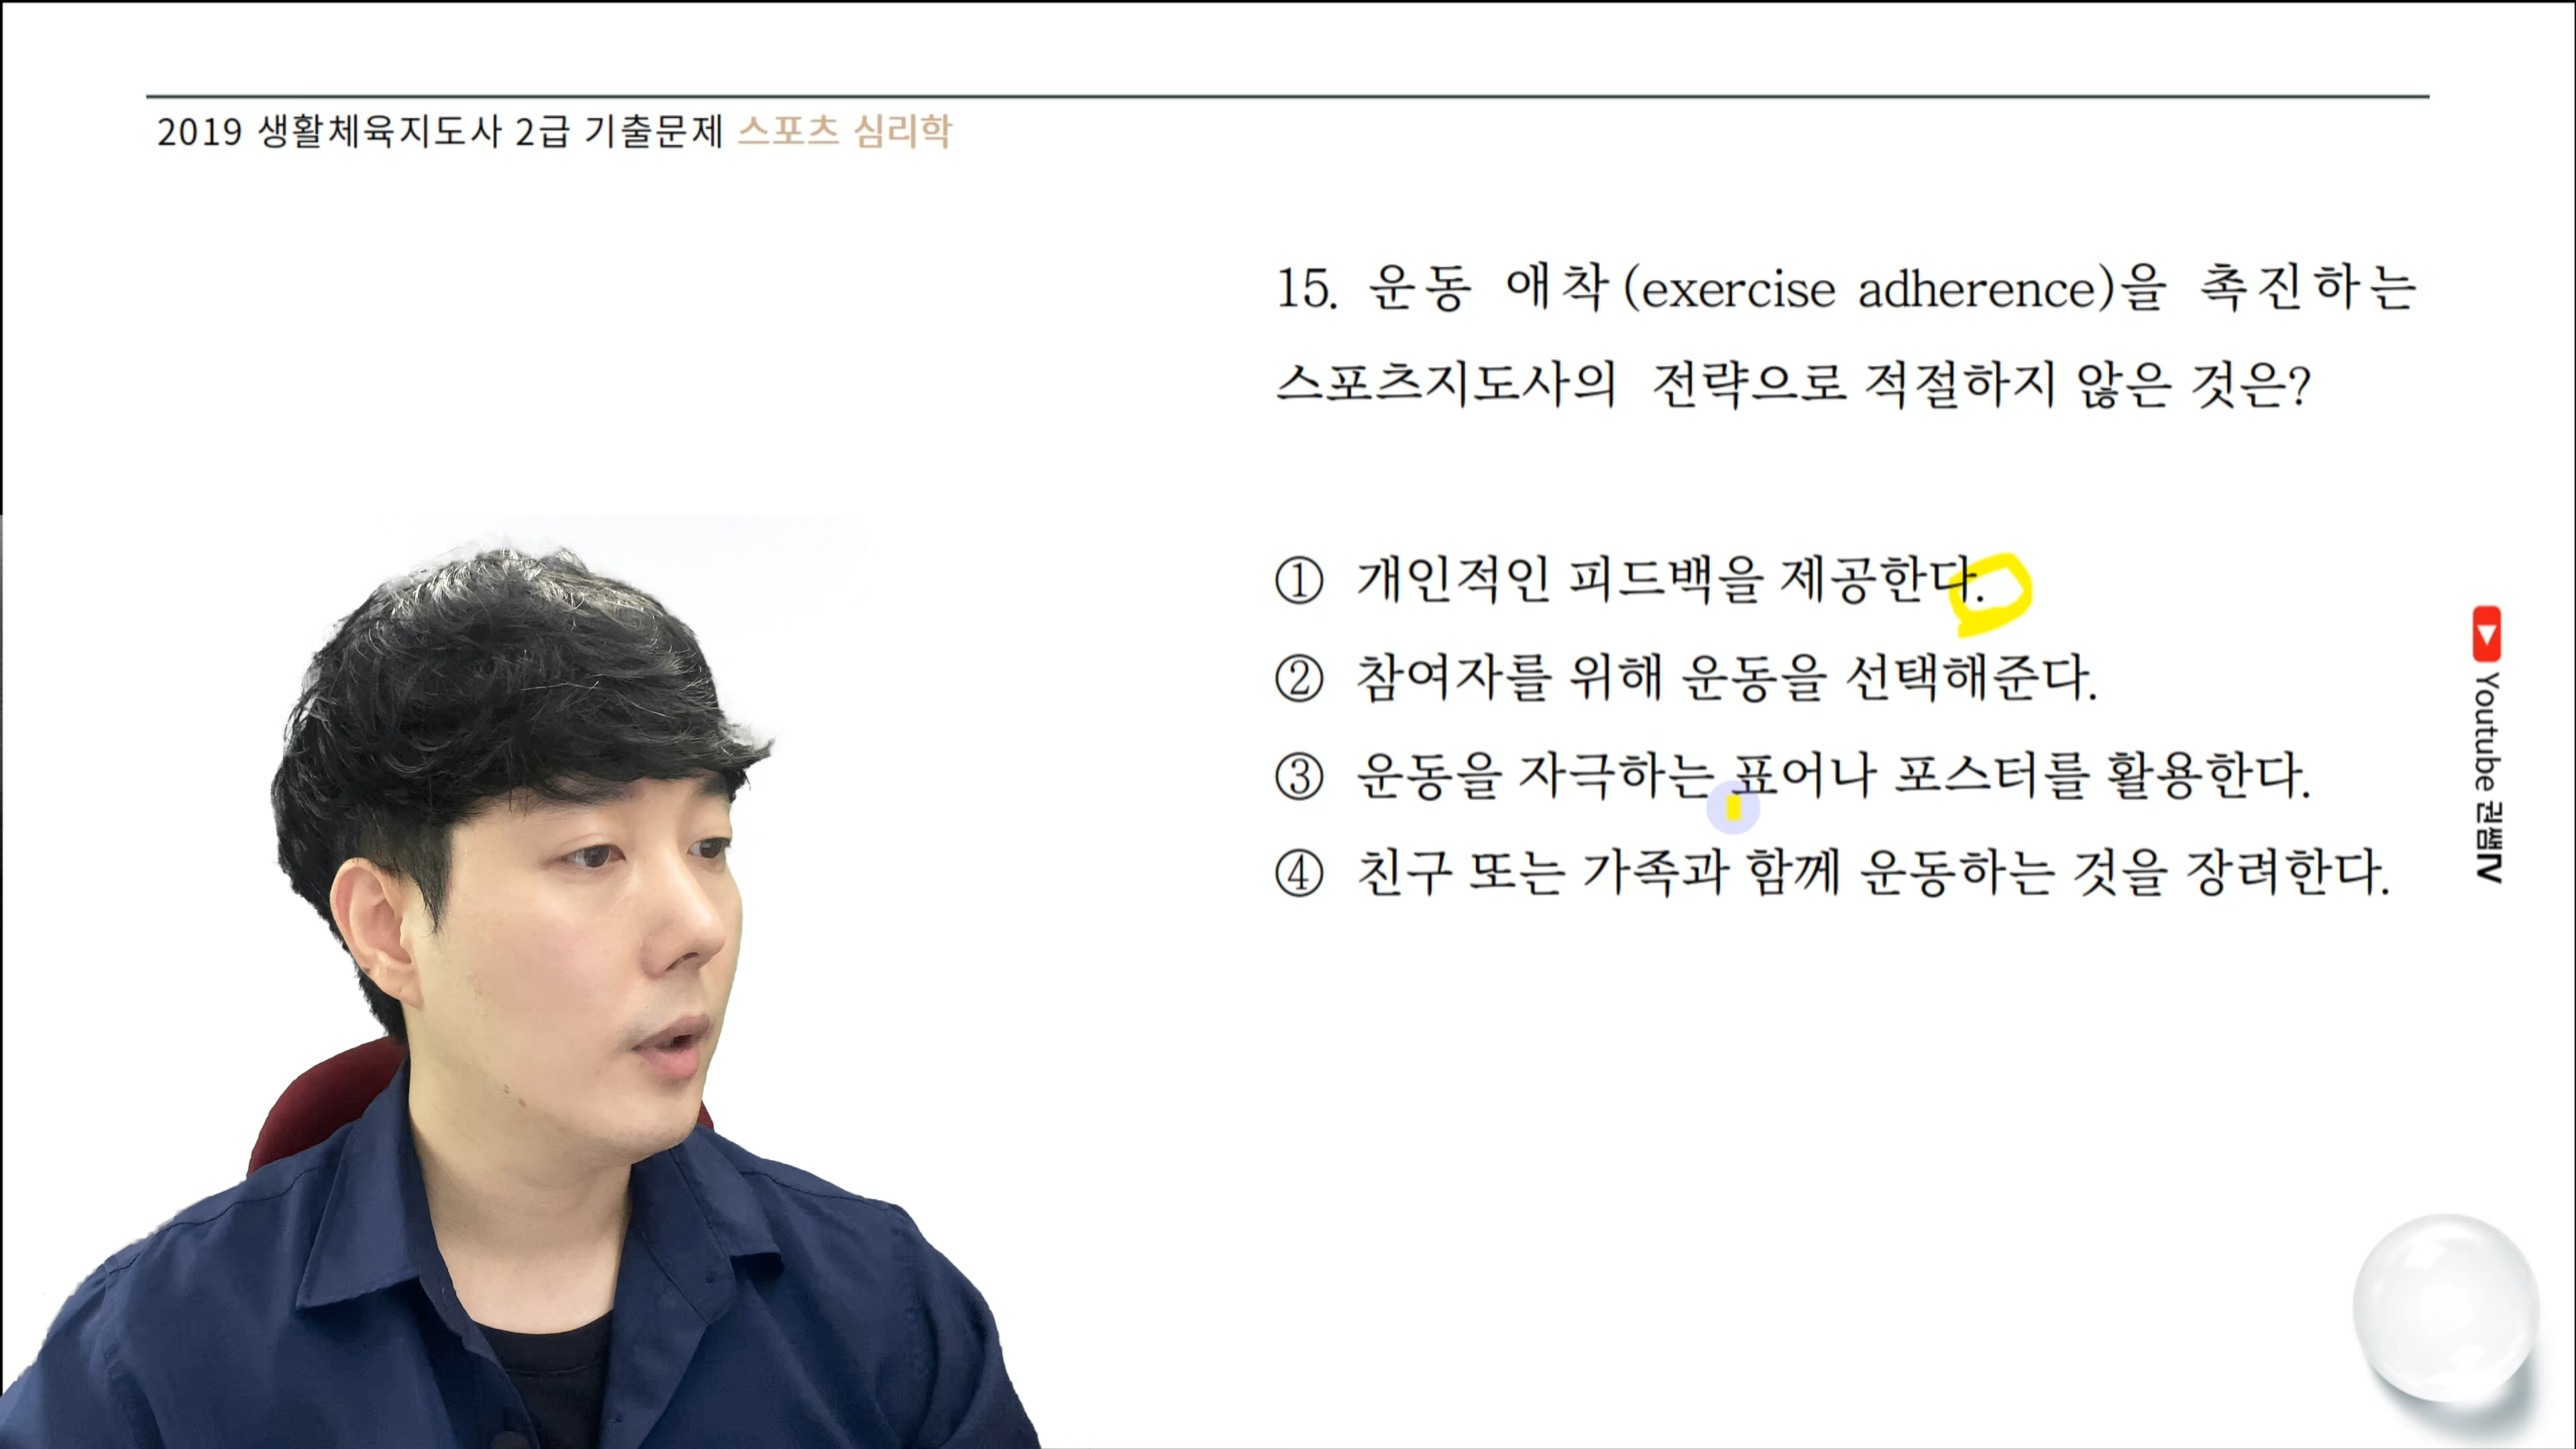 2019 생활체육지도사 2급 기출문제 스포츠 심리학
15. 운동 애착(exercise adherence)을 촉진하는
스포츠지도사의 전략으로 적절하지 않은 것은?
① 개인적인 피드백을 제공한다.
② 참여자를 위해 운동을 선택해준다.
③ 운동을 자극하는 표어나 포스터를 활용한다.
④ 친구 또는 가족과 함께 운동하는 것을 장려한다.
Youtube 권쌤TV